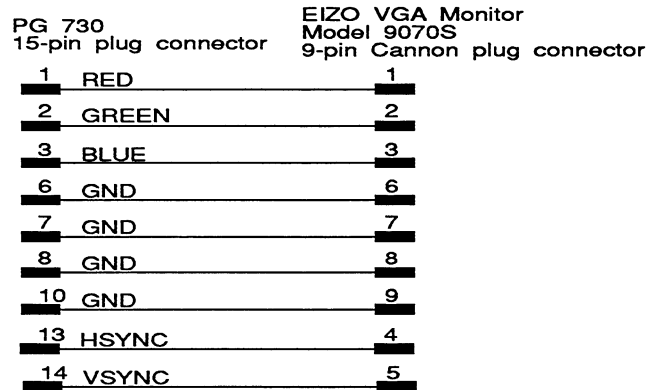 PG 730
15-pin plug connector
EIZO VGA Monitor
Model 9070S
9-pin Cannon plug connector
1 RED 1
2 GREEN 2
3 BLUE 3
6 GND 6
7 GND 7
8 GND 8
10 GND 9
13 HSYNC 4
14 VSYNC 5